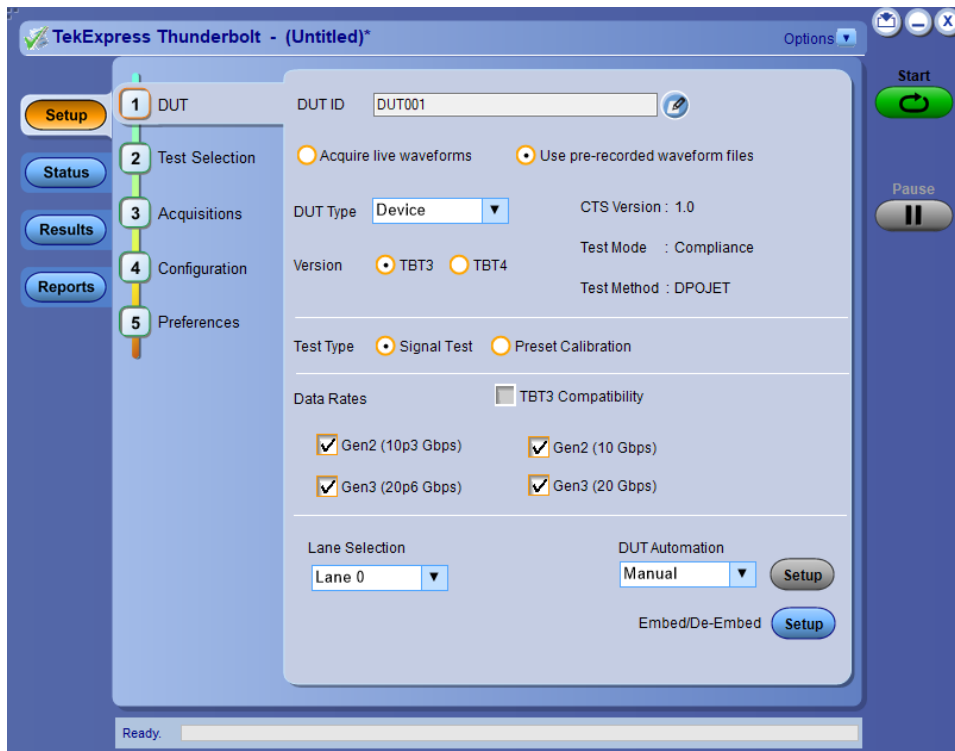 TekExpress Thunderbolt - (Untitled)*
Options
X
Start
Setup
Status
Results
Reports
1 DUT
2 Test Selection
3 Acquisitions
4 Configuration
5 Preferences
DUT ID DUT001
Acquire live waveforms Use pre-recorded waveform files
DUT Type Device CTS Version : 1.0
Test Mode : Compliance
Version TBT3 TBT4
Test Method : DPOJET
Test Type Signal Test Preset Calibration
Data Rates TBT3 Compatibility
Gen2 (10p3 Gbps) Gen2 (10 Gbps)
Gen3 (20p6 Gbps) Gen3 (20 Gbps)
Lane Selection DUT Automation
Lane 0 Manual Setup
Embed/De-Embed Setup
Pause
Ready.